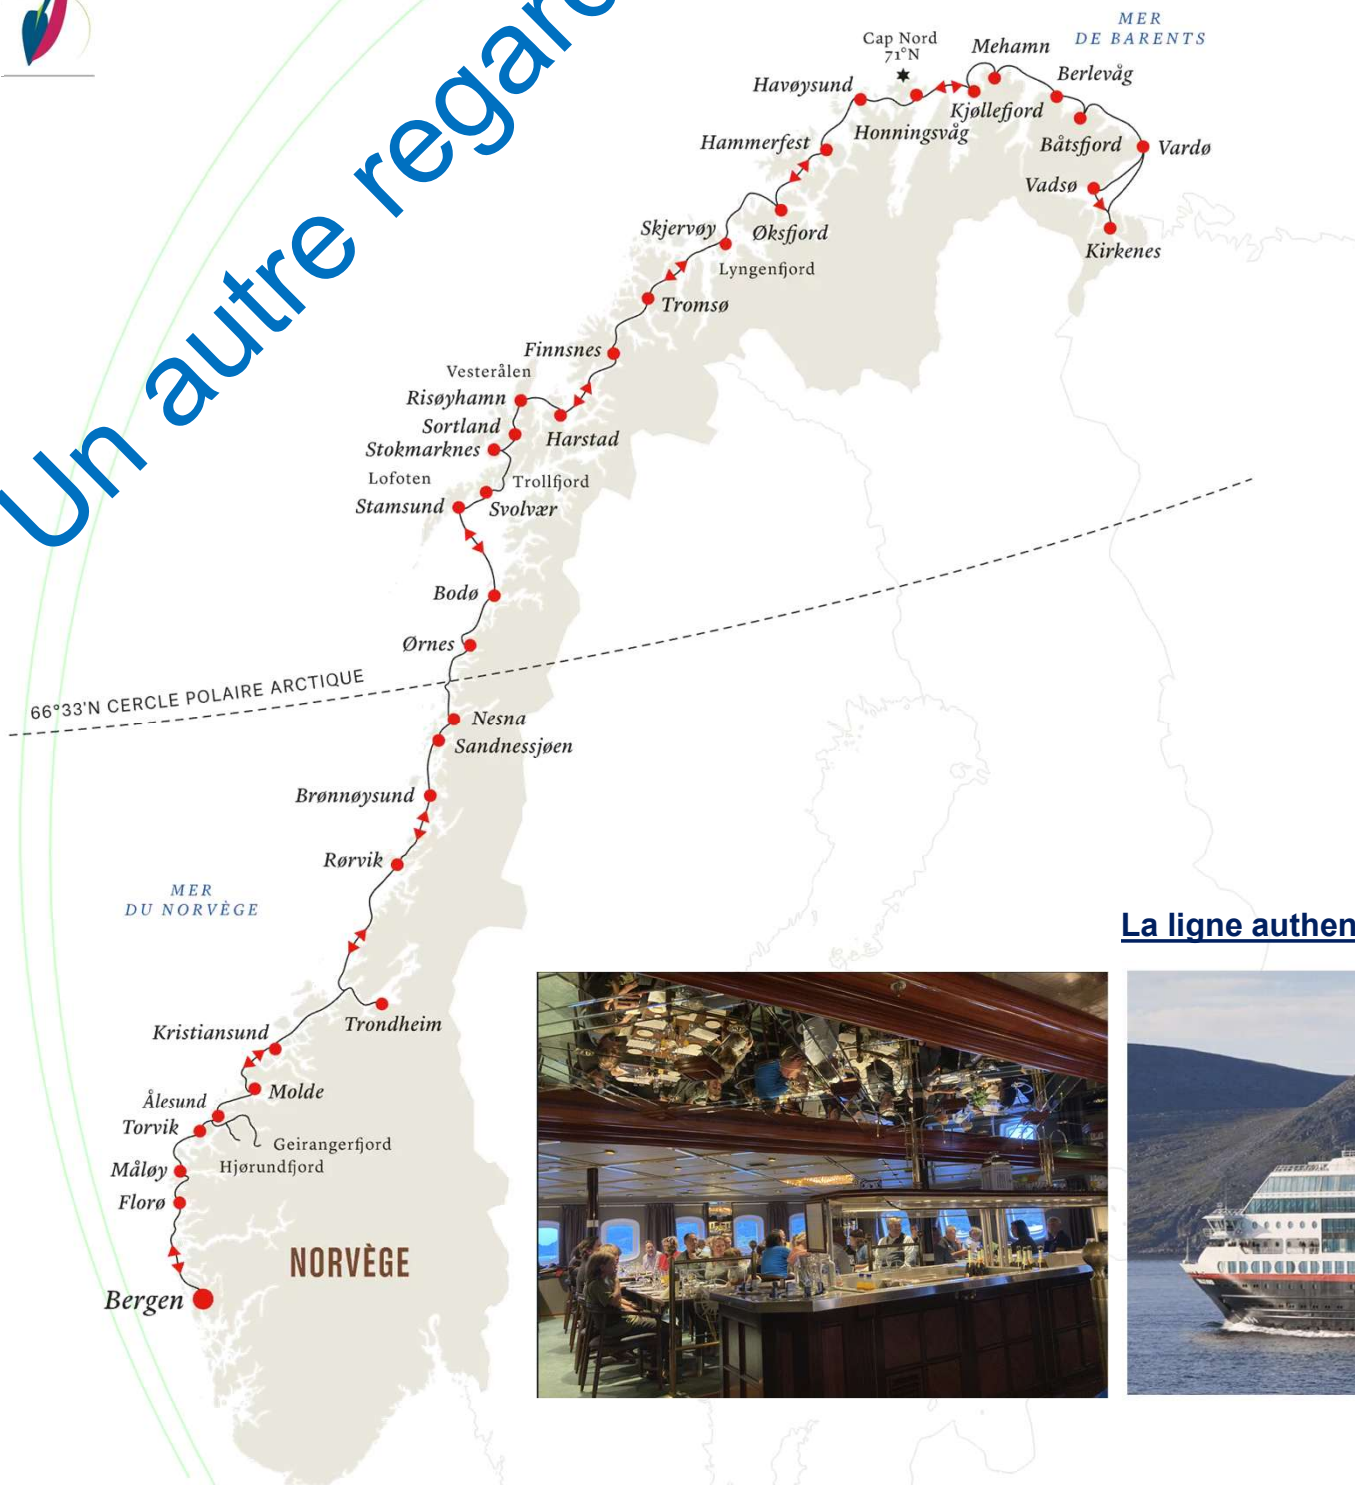 Un autre regard
MER
DE BARENTS
Cap Nord
71°N
Mehamn
Berlevåg
Havøysund
Kjøllefjord
Honningsvåg
Båtsfjord
Vardø
Hammerfest
Vadsø
Kirkenes
Skjervøy
Øksfjord
Lyngenfjord
Tromsø
Finnsnes
Vesterålen
Risøyhamn
Sortland
Harstad
Stokmarknes
Lofoten
Trollfjord
Stamsund
Svolvær
Bodø
Ørnes
66°33'N CERCLE POLAIRE ARCTIQUE
Nesna
Sandnessjøen
Brønnøysund
Rørvik
MER
DU NORVÈGE
La ligne authen
Trondheim
Kristiansund
Molde
Ålesund
Torvik
Geirangerfjord
Hjørundfjord
Måløy
Florø
NORVÈGE
Bergen